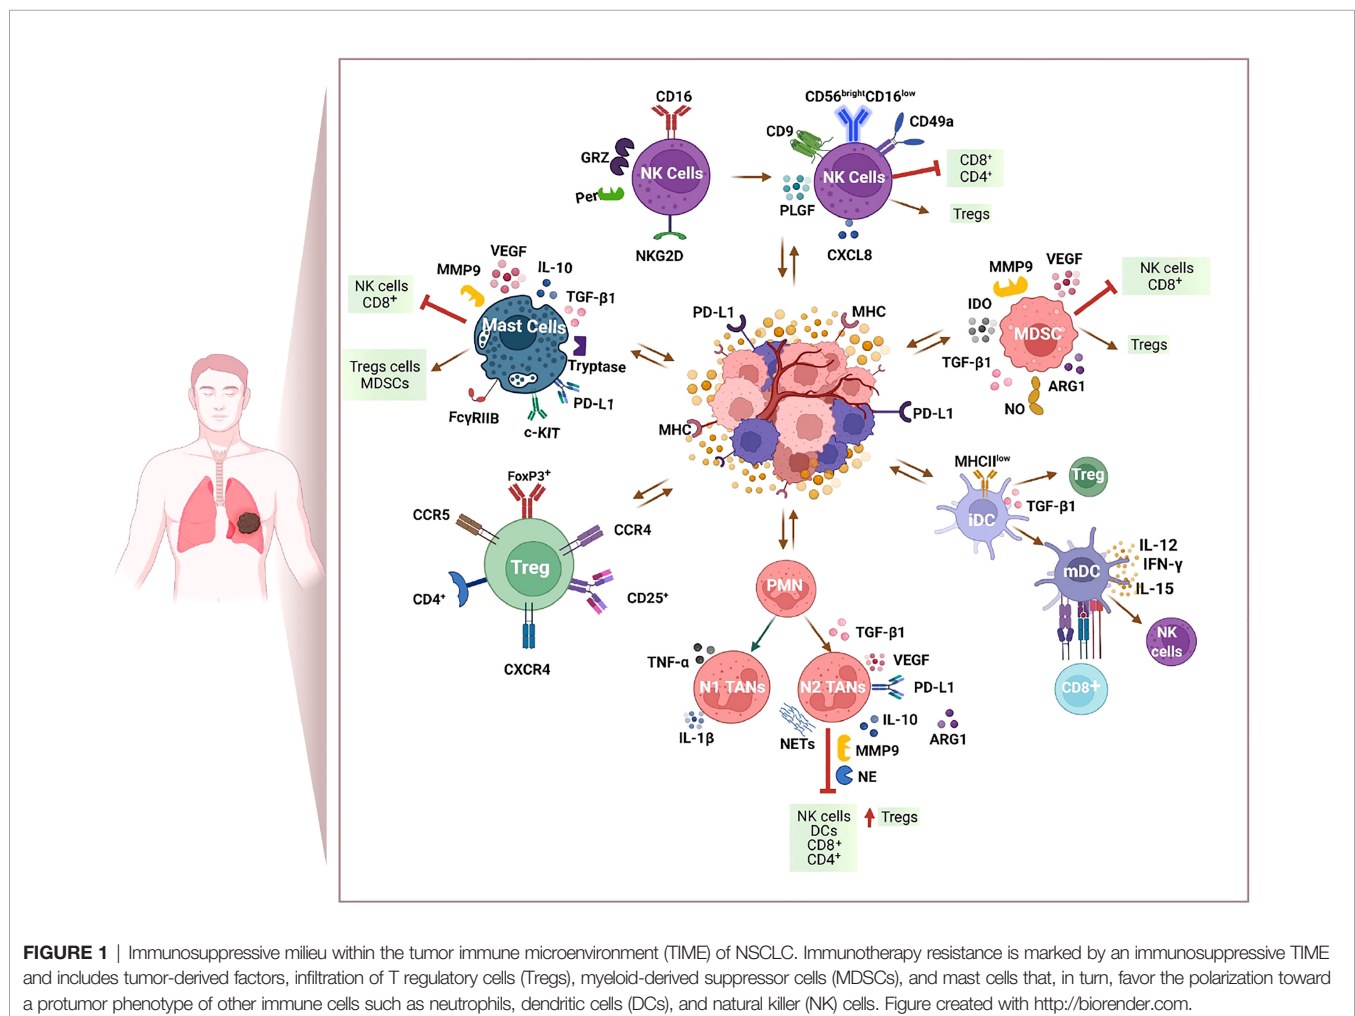 CD16
GRZ
NK Cells
Per
NKG2D
CD56brightCD16low
CD9
CD49a
NK Cells
PLGF
CXCL8
CD8+
CD4+
Tregs
VEGF
MMP9
IL-10
TGF-β1
NK cells
CD8+
Mast Cells
Tryptase
Tregs cells
MDSCs
PD-L1
FcγRIIB
c-KIT
PD-L1
MHC
MHC
PD-L1
MMP9
VEGF
NK cells
CD8+
IDO
MDSC
Tregs
TGF-β1
ARG1
NO
FoxP3+
CCR5
CCR4
Treg
CD4+
CD25+
CXCR4
MHCIIlow
Treg
TGF-β1
iDC
IL-12
IFN-γ
mDC
IL-15
NK
cells
CD8+
PMN
TGF-β1
TNF-α
VEGF
N1 TANs
N2 TANs
PD-L1
IL-1β
NETs
IL-10
ARG1
MMP9
NE
NK cells
DCs
CD8+
CD4+
Tregs
FIGURE 1 | Immunosuppressive milieu within the tumor immune microenvironment (TIME) of NSCLC. Immunotherapy resistance is marked by an immunosuppressive TIME
and includes tumor-derived factors, infiltration of T regulatory cells (Tregs), myeloid-derived suppressor cells (MDSCs), and mast cells that, in turn, favor the polarization toward
a protumor phenotype of other immune cells such as neutrophils, dendritic cells (DCs), and natural killer (NK) cells. Figure created with http://biorender.com.